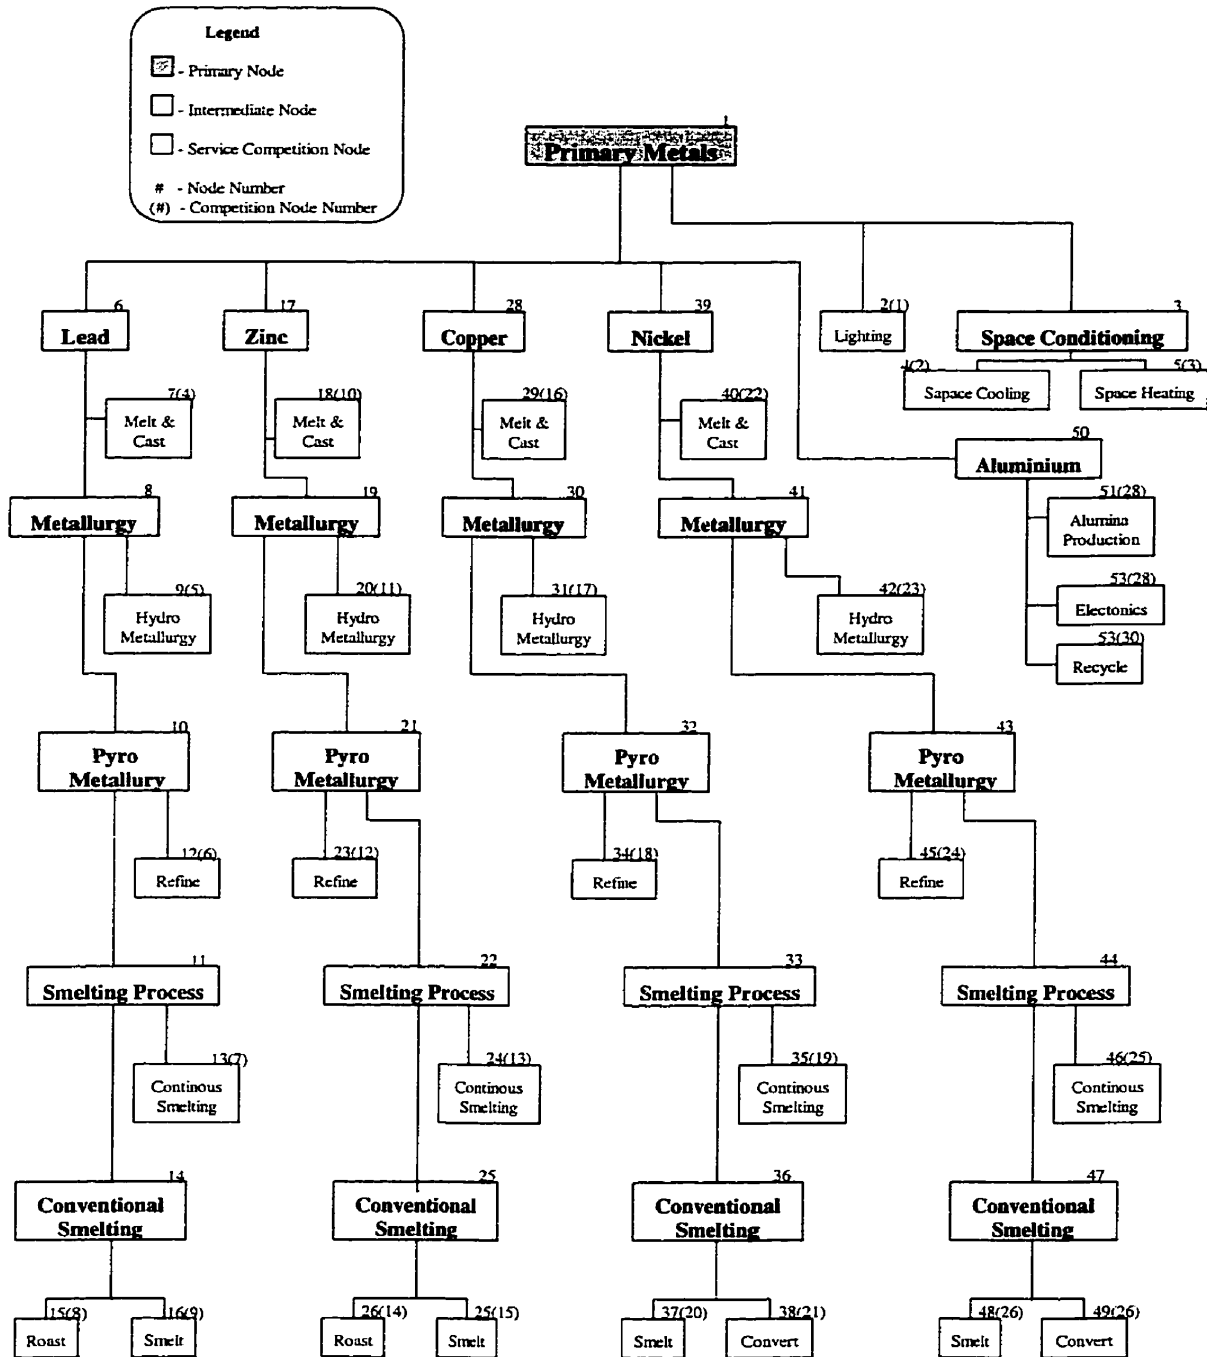 Legend
- Primary Node
- Intermediate Node
- Service Competition Node
# - Node Number
(#) - Competition Node Number
1
Primary Metals
6
Lead
17
Zinc
28
Copper
39
Nickel
2(1)
Lighting
3
Space Conditioning
4(2)
Sapace Cooling
5(3)
Space Heating
7(4)
Melt &
Cast
18(10)
Melt &
Cast
29(16)
Melt &
Cast
40(22)
Melt &
Cast
50
Aluminium
8
Metallurgy
19
Metallurgy
30
Metallurgy
41
Metallurgy
51(28)
Alumina
Production
9(5)
Hydro
Metallurgy
20(11)
Hydro
Metallurgy
31(17)
Hydro
Metallurgy
42(23)
Hydro
Metallurgy
53(28)
Electonics
53(30)
Recycle
10
Pyro
Metallury
21
Pyro
Metallurgy
32
Pyro
Metallurgy
43
Pyro
Metallurgy
12(6)
Refine
23(12)
Refine
34(18)
Refine
45(24)
Refine
11
Smelting Process
22
Smelting Process
33
Smelting Process
44
Smelting Process
13(7)
Continous
Smelting
24(13)
Continous
Smelting
35(19)
Continous
Smelting
46(25)
Continous
Smelting
14
Conventional
Smelting
25
Conventional
Smelting
36
Conventional
Smelting
47
Conventional
Smelting
15(8)
Roast
16(9)
Smelt
26(14)
Roast
25(15)
Smelt
37(20)
Smelt
38(21)
Convert
48(26)
Smelt
49(26)
Convert